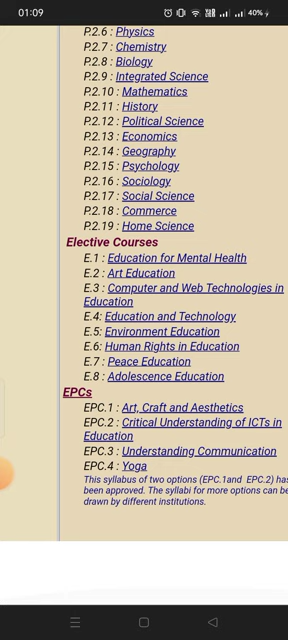 01:09
40%
P.2.6 : Physics
P.2.7 : Chemistry
P.2.8 : Biology
P.2.9 : Integrated Science
P.2.10 : Mathematics
P.2.11 : History
P.2.12 : Political Science
P.2.13 : Economics
P.2.14 : Geography
P.2.15 : Psychology
P.2.16 : Sociology
P.2.17 : Social Science
P.2.18 : Commerce
P.2.19 : Home Science
Elective Courses
E.1 : Education for Mental Health
E.2 : Art Education
E.3 : Computer and Web Technologies in
Education
E.4: Education and Technology
E.5: Environment Education
E.6: Human Rights in Education
E.7 : Peace Education
E.8 : Adolescence Education
EPCs
EPC.1 : Art, Craft and Aesthetics
EPC.2 : Critical Understanding of ICTs in
Education
EPC.3 : Understanding Communication
EPC.4 : Yoga
This syllabus of two options (EPC.1and EPC.2) has
been approved. The syllabi for more options can be
drawn by different institutions.